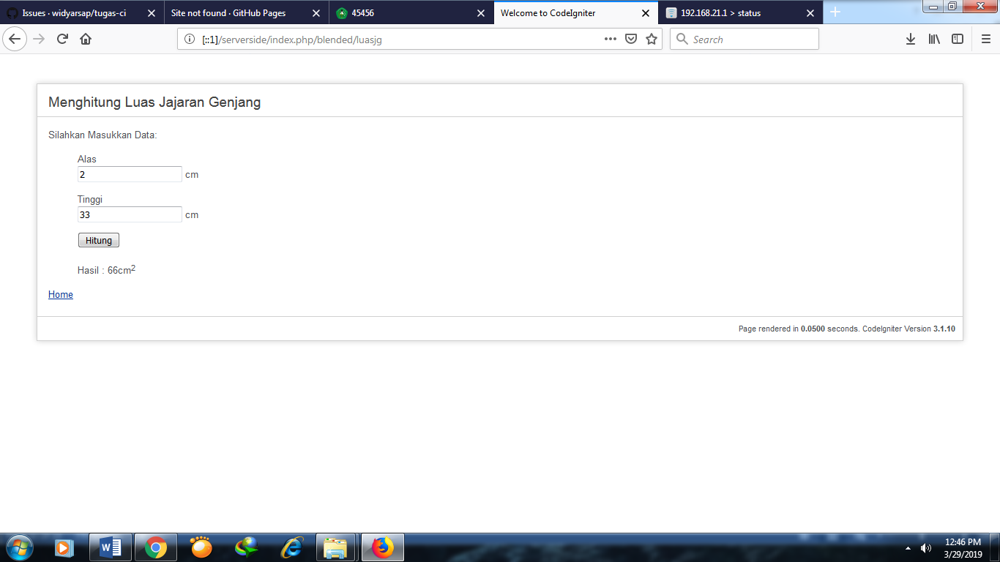 Issues · widyarsap/tugas-ci
Site not found · GitHub Pages
45456
Welcome to CodeIgniter
192.168.21.1 > status
[::1]/serverside/index.php/blended/luasjg
Search
Menghitung Luas Jajaran Genjang
Silahkan Masukkan Data:
Alas
2 cm
Tinggi
33 cm
Hitung
Hasil : 66cm²
Home
Page rendered in 0.0500 seconds. CodeIgniter Version 3.1.10
12:46 PM
3/29/2019